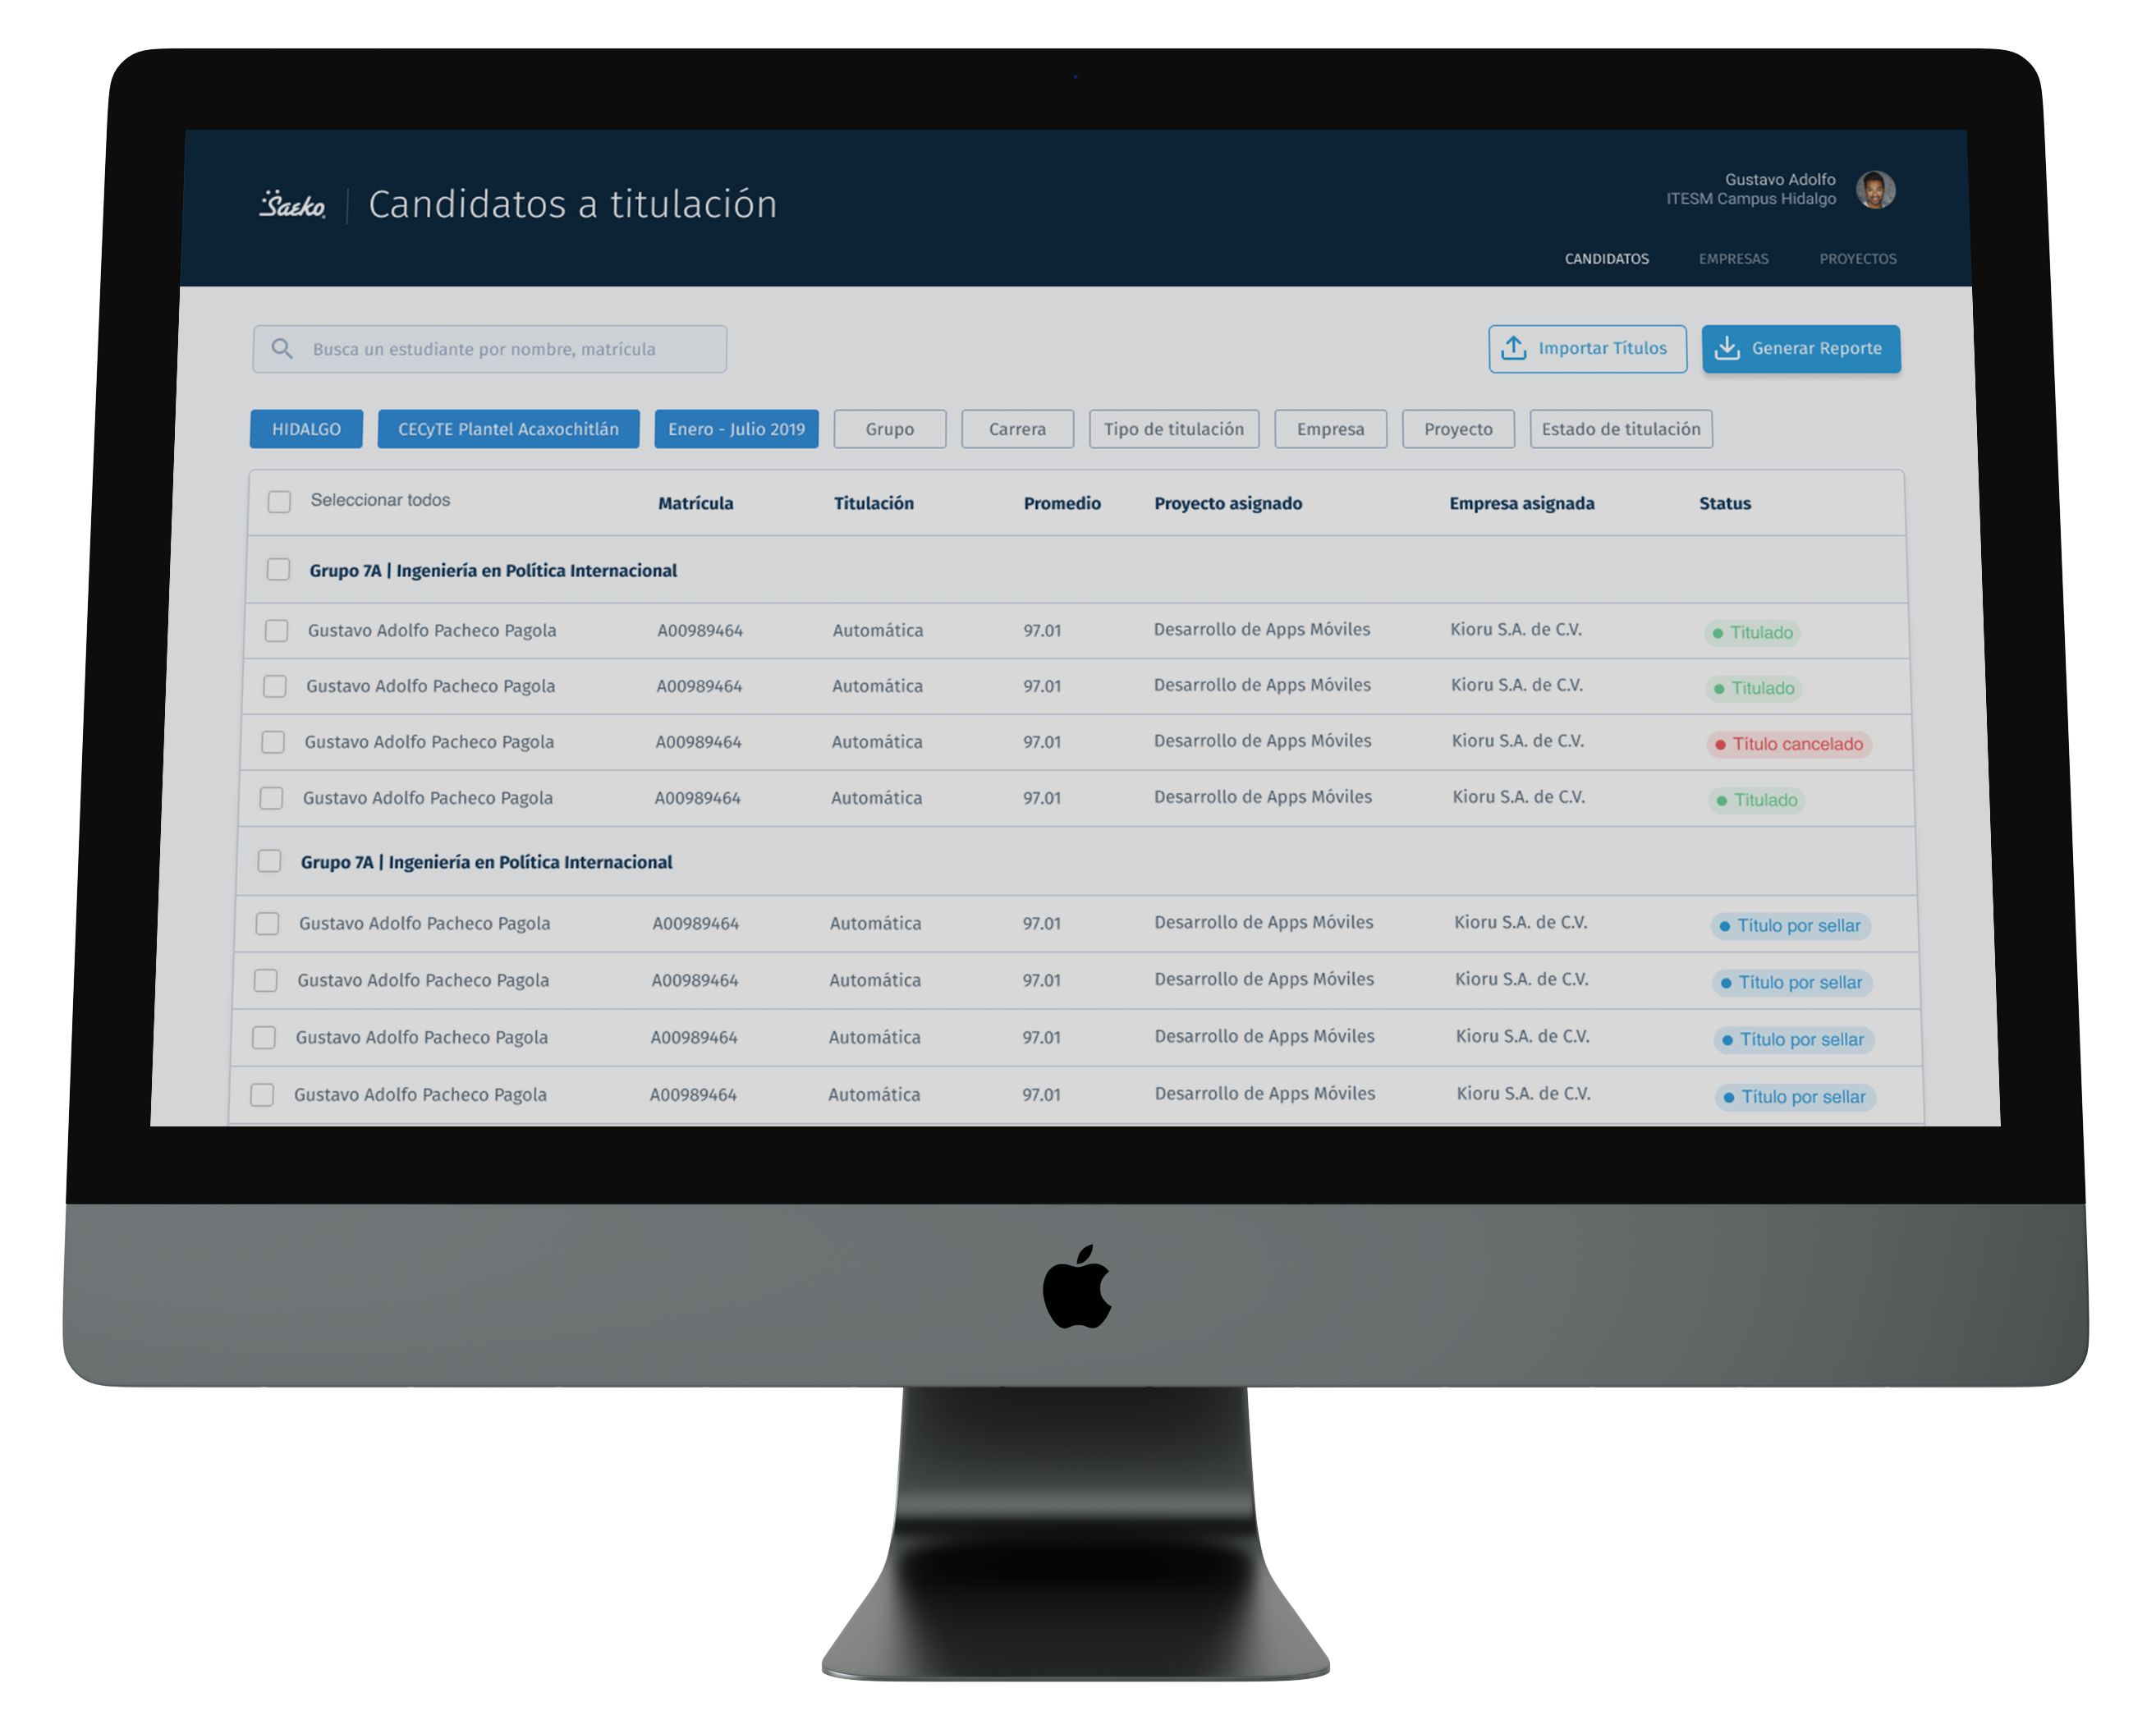 Saeko
Candidatos a titulación
Gustavo Adolfo
ITESM Campus Hidalgo
CANDIDATOS EMPRESAS PROYECTOS
Busca un estudiante por nombre, matrícula
Importar Títulos
Generar Reporte
HIDALGO CECyTE Plantel Acaxochitlán Enero - Julio 2019 Grupo Carrera Tipo de titulación Empresa Proyecto Estado de titulación
Seleccionar todos Matrícula Titulación Promedio Proyecto asignado Empresa asignada Status
Grupo 7A | Ingeniería en Política Internacional
Gustavo Adolfo Pacheco Pagola A00989464 Automática 97.01 Desarrollo de Apps Móviles Kioru S.A. de C.V. Titulado
Gustavo Adolfo Pacheco Pagola A00989464 Automática 97.01 Desarrollo de Apps Móviles Kioru S.A. de C.V. Titulado
Gustavo Adolfo Pacheco Pagola A00989464 Automática 97.01 Desarrollo de Apps Móviles Kioru S.A. de C.V. Título cancelado
Gustavo Adolfo Pacheco Pagola A00989464 Automática 97.01 Desarrollo de Apps Móviles Kioru S.A. de C.V. Titulado
Grupo 7A | Ingeniería en Política Internacional
Gustavo Adolfo Pacheco Pagola A00989464 Automática 97.01 Desarrollo de Apps Móviles Kioru S.A. de C.V. Título por sellar
Gustavo Adolfo Pacheco Pagola A00989464 Automática 97.01 Desarrollo de Apps Móviles Kioru S.A. de C.V. Título por sellar
Gustavo Adolfo Pacheco Pagola A00989464 Automática 97.01 Desarrollo de Apps Móviles Kioru S.A. de C.V. Título por sellar
Gustavo Adolfo Pacheco Pagola A00989464 Automática 97.01 Desarrollo de Apps Móviles Kioru S.A. de C.V. Título por sellar